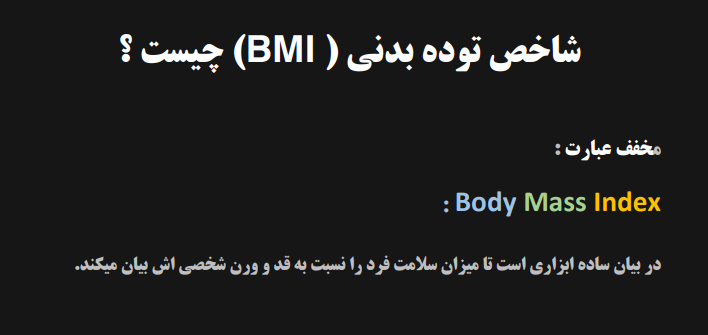 شاخص توده بدنی ( BMI) چیست ؟
مخفف عبارت :
Body Mass Index :
در بیان ساده ابزاری است تا میزان سلامت فرد را نسبت به قد و ورن شخصی اش بیان میکند.